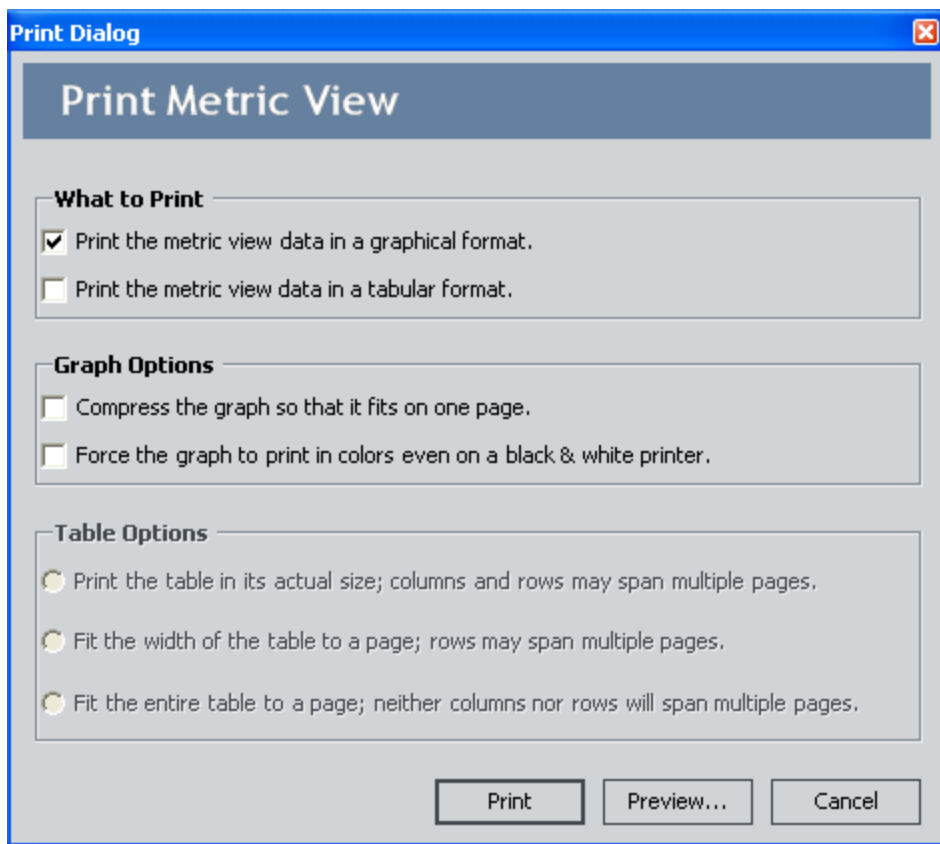 Print Dialog
Print Metric View
What to Print
Print the metric view data in a graphical format.
Print the metric view data in a tabular format.
Graph Options
Compress the graph so that it fits on one page.
Force the graph to print in colors even on a black & white printer.
Table Options
Print the table in its actual size; columns and rows may span multiple pages.
Fit the width of the table to a page; rows may span multiple pages.
Fit the entire table to a page; neither columns nor rows will span multiple pages.
Print
Preview...
Cancel